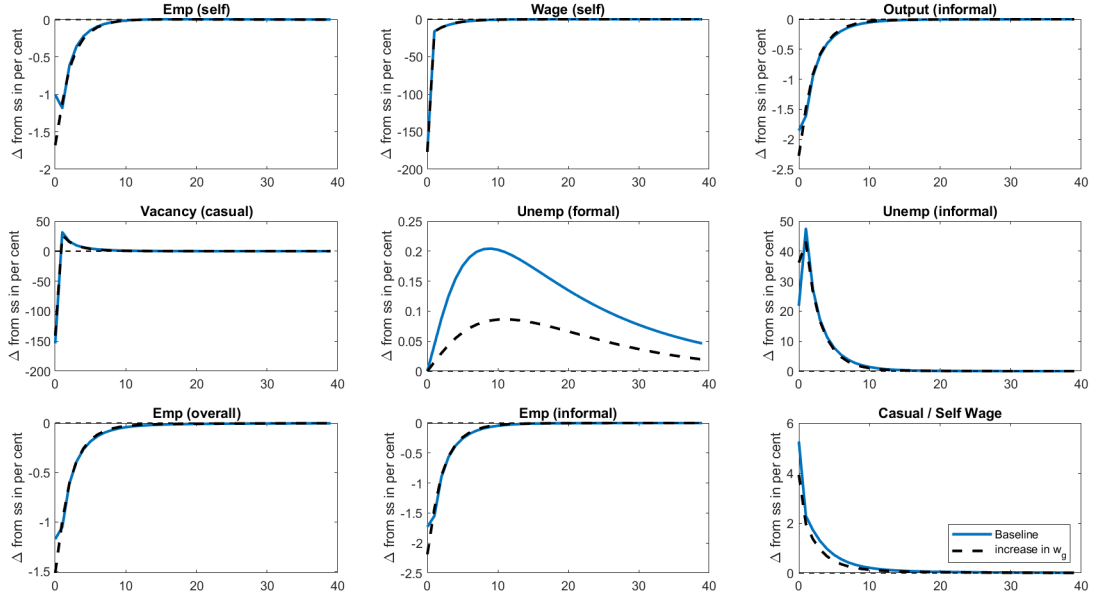 Emp (self)
Δ from ss in per cent
0
-0.5
-1
-1.5
-2
0 10 20 30 40
Wage (self)
Δ from ss in per cent
0
-50
-100
-150
-200
0 10 20 30 40
Output (informal)
Δ from ss in per cent
0
-0.5
-1
-1.5
-2
-2.5
0 10 20 30 40
Vacancy (casual)
Δ from ss in per cent
50
0
-50
-100
-150
-200
0 10 20 30 40
Unemp (formal)
Δ from ss in per cent
0.25
0.2
0.15
0.1
0.05
0
0 10 20 30 40
Unemp (informal)
Δ from ss in per cent
50
40
30
20
10
0
0 10 20 30 40
Emp (overall)
Δ from ss in per cent
0
-0.5
-1
-1.5
0 10 20 30 40
Emp (informal)
Δ from ss in per cent
0
-0.5
-1
-1.5
-2
-2.5
0 10 20 30 40
Casual / Self Wage
Δ from ss in per cent
6
4
2
0
0 10 20 30 40
Baseline
increase in w_g